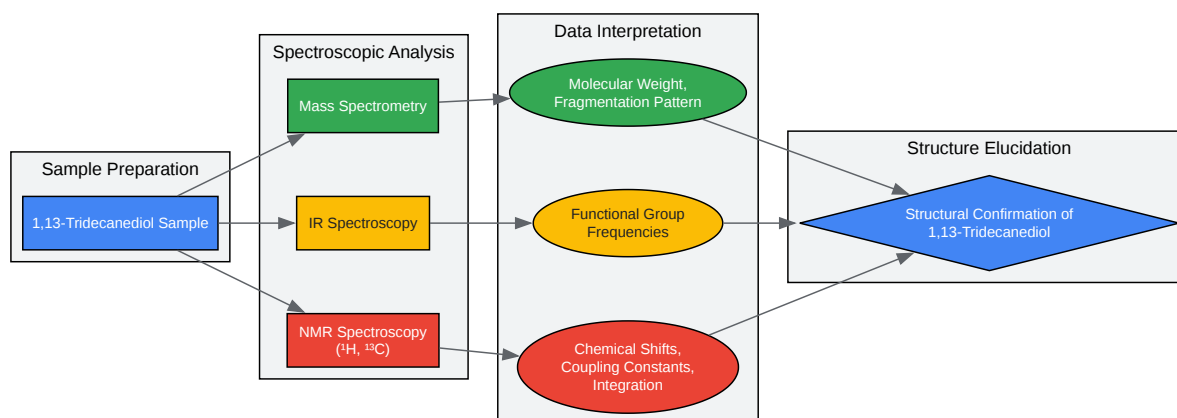 Sample Preparation
1,13-Tridecanediol Sample
Spectroscopic Analysis
Mass Spectrometry
IR Spectroscopy
NMR Spectroscopy
(¹H, ¹³C)
Data Interpretation
Molecular Weight,
Fragmentation Pattern
Functional Group
Frequencies
Chemical Shifts,
Coupling Constants,
Integration
Structure Elucidation
Structural Confirmation of
1,13-Tridecanediol